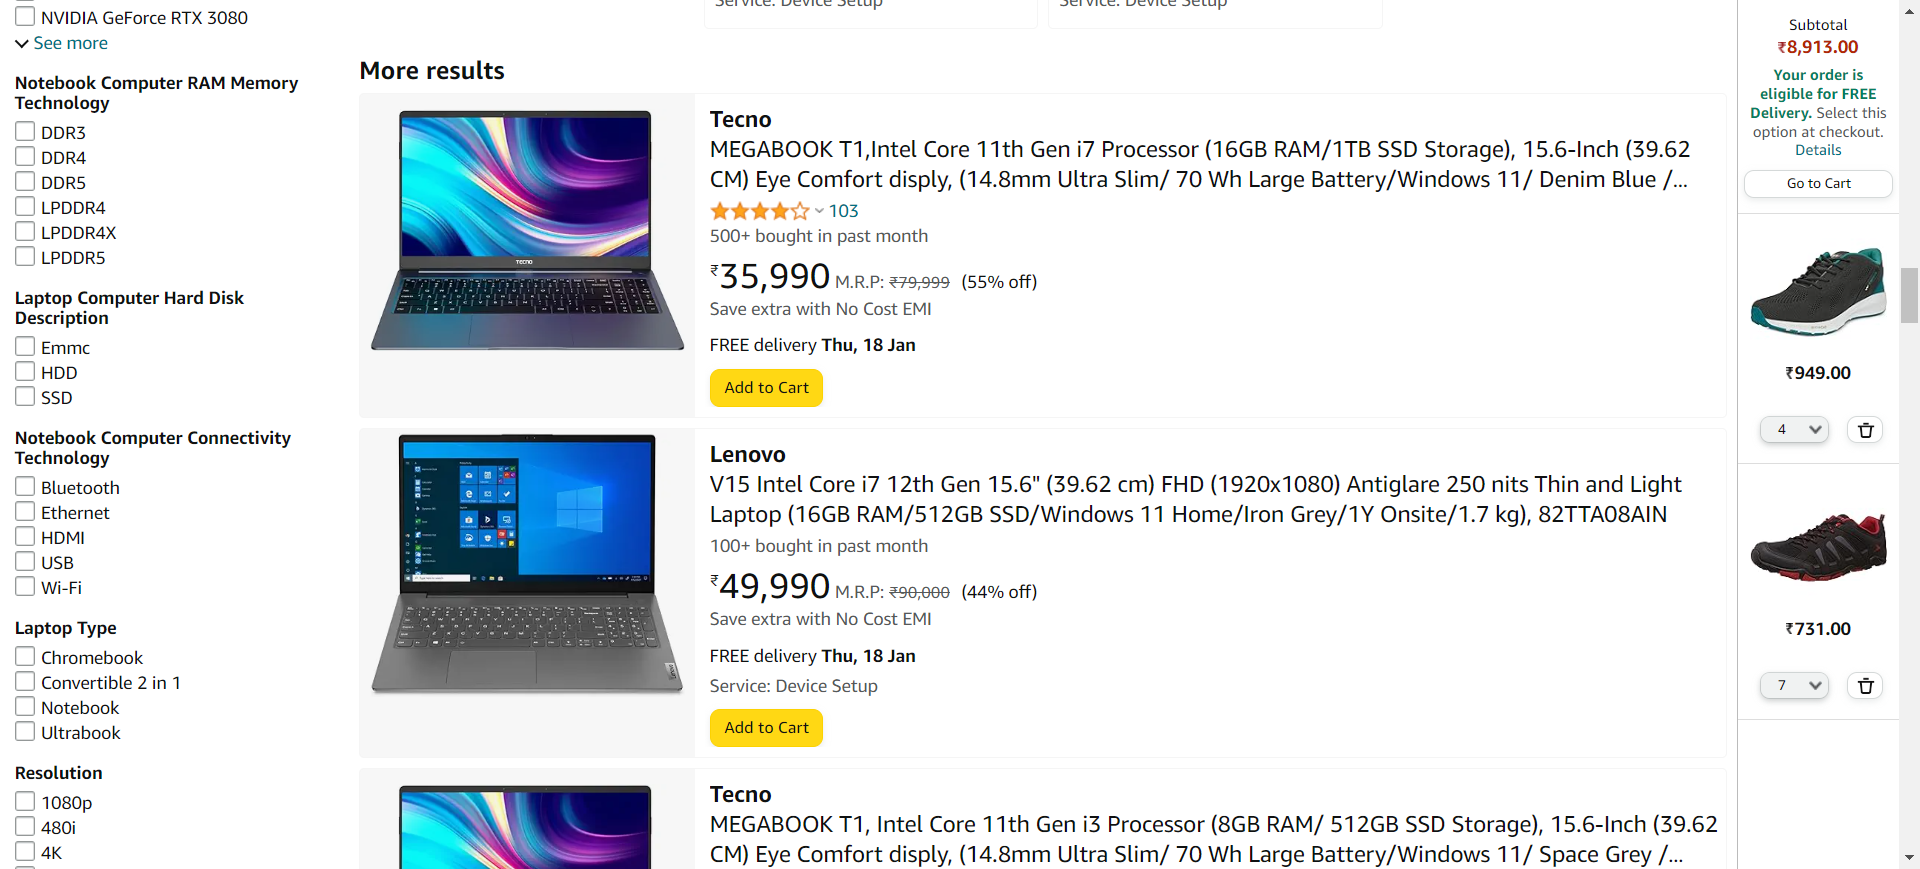 NVIDIA GeForce RTX 3080
See more
Notebook Computer RAM Memory
Technology
DDR3
DDR4
DDR5
LPDDR4
LPDDR4X
LPDDR5
Laptop Computer Hard Disk
Description
Emmc
HDD
SSD
Notebook Computer Connectivity
Technology
Bluetooth
Ethernet
HDMI
USB
Wi-Fi
Laptop Type
Chromebook
Convertible 2 in 1
Notebook
Ultrabook
Resolution
1080p
480i
4K
Service: Device Setup
Service: Device Setup
More results
TECNO
Tecno
MEGABOOK T1,Intel Core 11th Gen i7 Processor (16GB RAM/1TB SSD Storage), 15.6-Inch (39.62
CM) Eye Comfort disply, (14.8mm Ultra Slim/ 70 Wh Large Battery/Windows 11/ Denim Blue /...
103
500+ bought in past month
₹35,990 M.R.P: ₹79,999 (55% off)
Save extra with No Cost EMI
FREE delivery Thu, 18 Jan
Add to Cart
Lenovo
Lenovo
V15 Intel Core i7 12th Gen 15.6" (39.62 cm) FHD (1920x1080) Antiglare 250 nits Thin and Light
Laptop (16GB RAM/512GB SSD/Windows 11 Home/Iron Grey/1Y Onsite/1.7 kg), 82TTA08AIN
100+ bought in past month
₹49,990 M.R.P: ₹90,000 (44% off)
Save extra with No Cost EMI
FREE delivery Thu, 18 Jan
Service: Device Setup
Add to Cart
Tecno
MEGABOOK T1, Intel Core 11th Gen i3 Processor (8GB RAM/ 512GB SSD Storage), 15.6-Inch (39.62
CM) Eye Comfort disply, (14.8mm Ultra Slim/ 70 Wh Large Battery/Windows 11/ Space Grey /...
Subtotal
₹8,913.00
Your order is
eligible for FREE
Delivery. Select this
option at checkout.
Details
Go to Cart
₹949.00
4
₹731.00
7